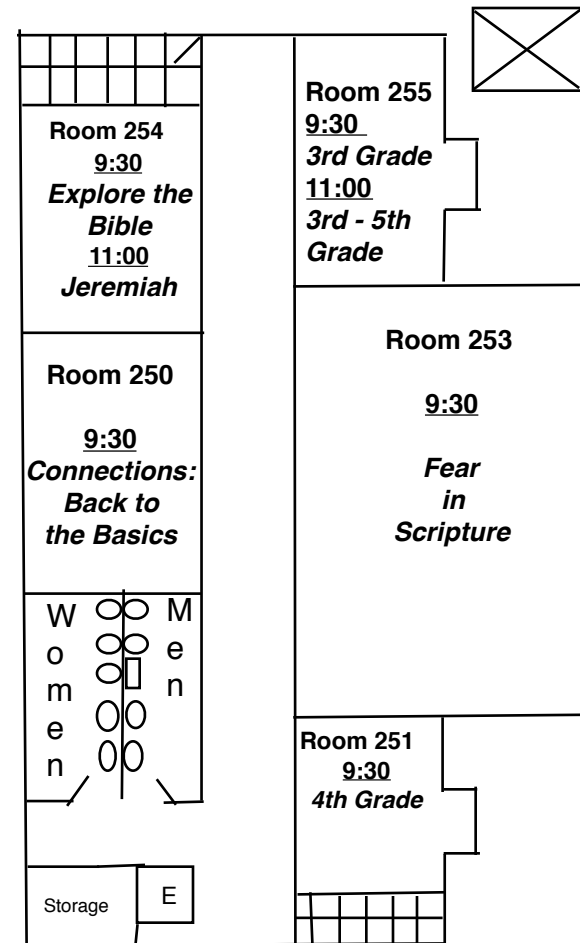 Room 254
9:30
Explore the
Bible
11:00
Jeremiah
Room 255
9:30
3rd Grade
11:00
3rd - 5th
Grade
Room 250
9:30
Connections:
Back to
the Basics
Room 253
9:30
Fear
in
Scripture
Women
Men
Room 251
9:30
4th Grade
Storage
E